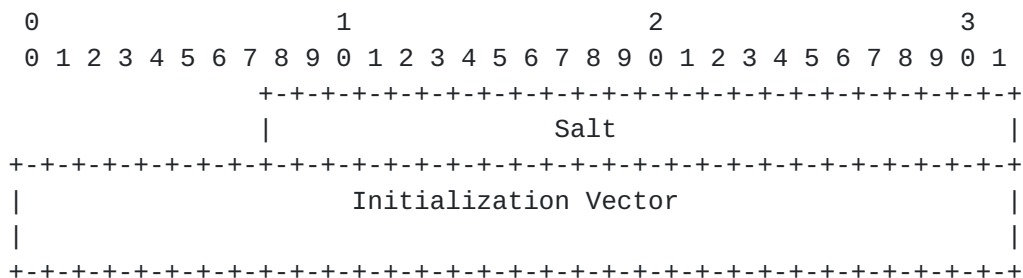 0                   1                   2                   3
 0 1 2 3 4 5 6 7 8 9 0 1 2 3 4 5 6 7 8 9 0 1 2 3 4 5 6 7 8 9 0 1
                +-+-+-+-+-+-+-+-+-+-+-+-+-+-+-+-+-+-+-+-+-+-+-+-+
                |                  Salt                         |
+-+-+-+-+-+-+-+-+-+-+-+-+-+-+-+-+-+-+-+-+-+-+-+-+-+-+-+-+-+-+-+-+
|                     Initialization Vector                     |
|                                                               |
+-+-+-+-+-+-+-+-+-+-+-+-+-+-+-+-+-+-+-+-+-+-+-+-+-+-+-+-+-+-+-+-+